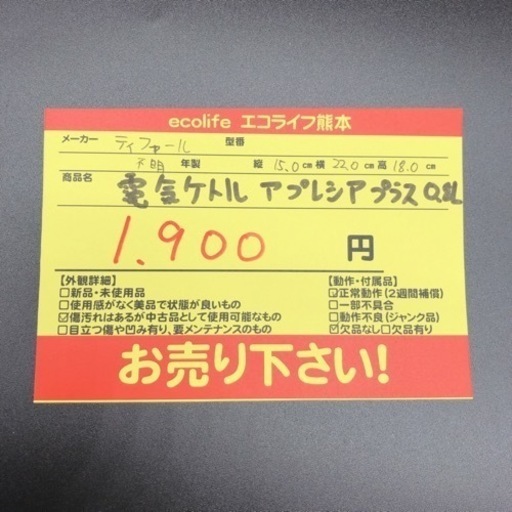 ecolife エコライフ熊本
メーカー ティファール 型番
不明 年製 縦 15.0cm 横 22.0cm 高 18.0cm
商品名 電気ケトル アプレシアプラス 0.8L
1.900 円
【外観詳細】 【動作・付属品】
□新品・未使用品 ☑正常動作(2週間補償)
□使用感がなく美品で状態が良いもの □一部不具合
☑傷汚れはあるが中古品として使用可能なもの □動作不良(ジャンク品)
□目立つ傷や凹み有り、要メンテナンスのもの ☑欠品なし□欠品有り
お売り下さい!